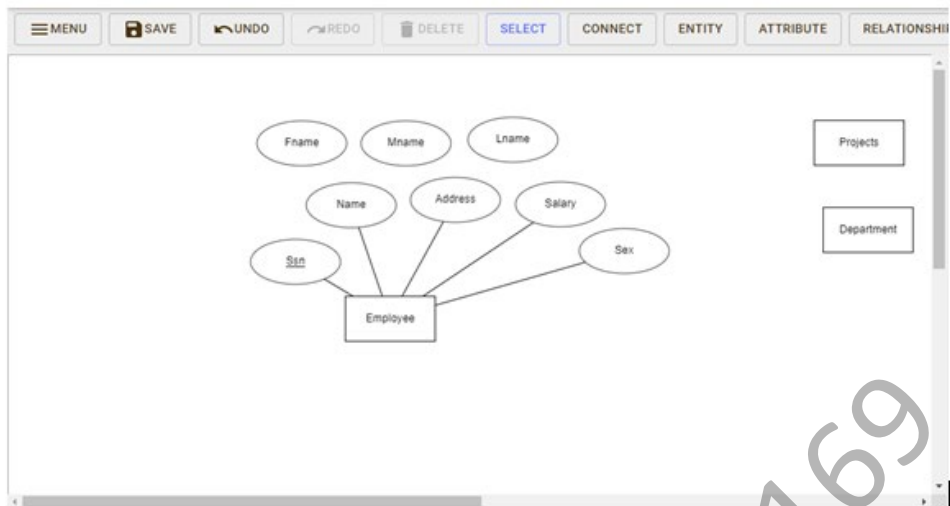 MENU SAVE UNDO REDO DELETE SELECT CONNECT ENTITY ATTRIBUTE RELATIONSHI
Fname Mname Lname
Projects
Name Address Salary
Department
Ssn
Sex
Employee
169